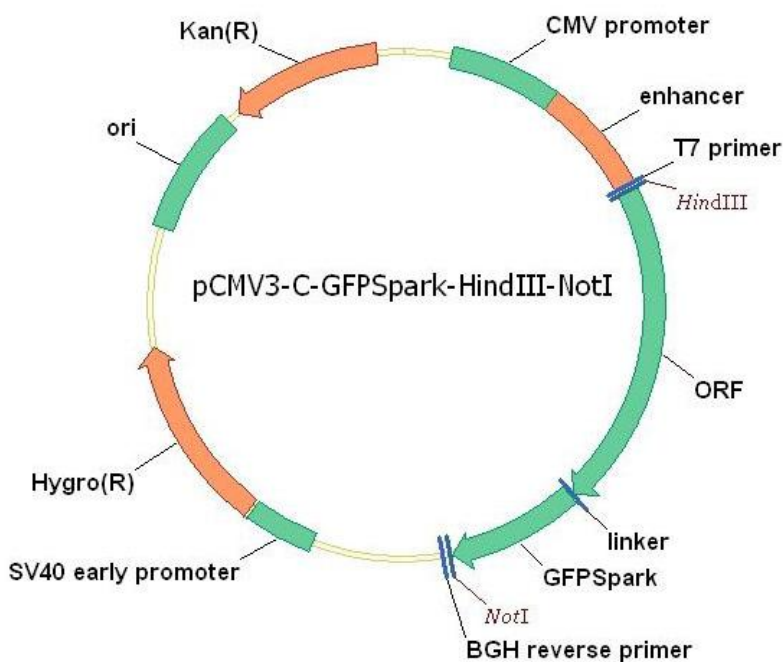 Kan(R)
CMV promoter
enhancer
ori
T7 primer
HindIII
pCMV3-C-GFPSpark-HindIII-NotI
ORF
Hygro(R)
linker
SV40 early promoter
GFPSpark
NotI
BGH reverse primer